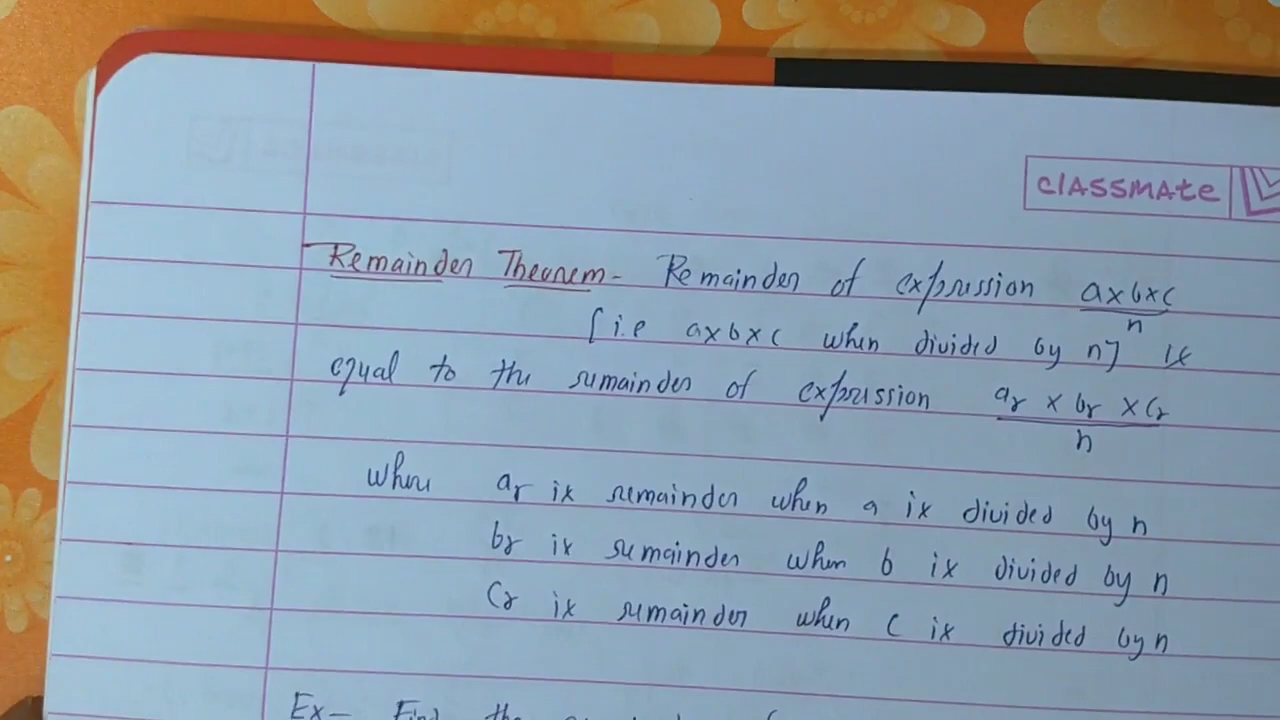 classmate
Remainder Theorem - Remainder of expression a×b×c/n
[i.e a×b×c when divided by n] is
equal to the remainder of expression aᵣ × bᵣ × cᵣ/n
where aᵣ is remainder when a is divided by n
bᵣ is remainder when b is divided by n
cᵣ is remainder when c is divided by n
Ex- Find the